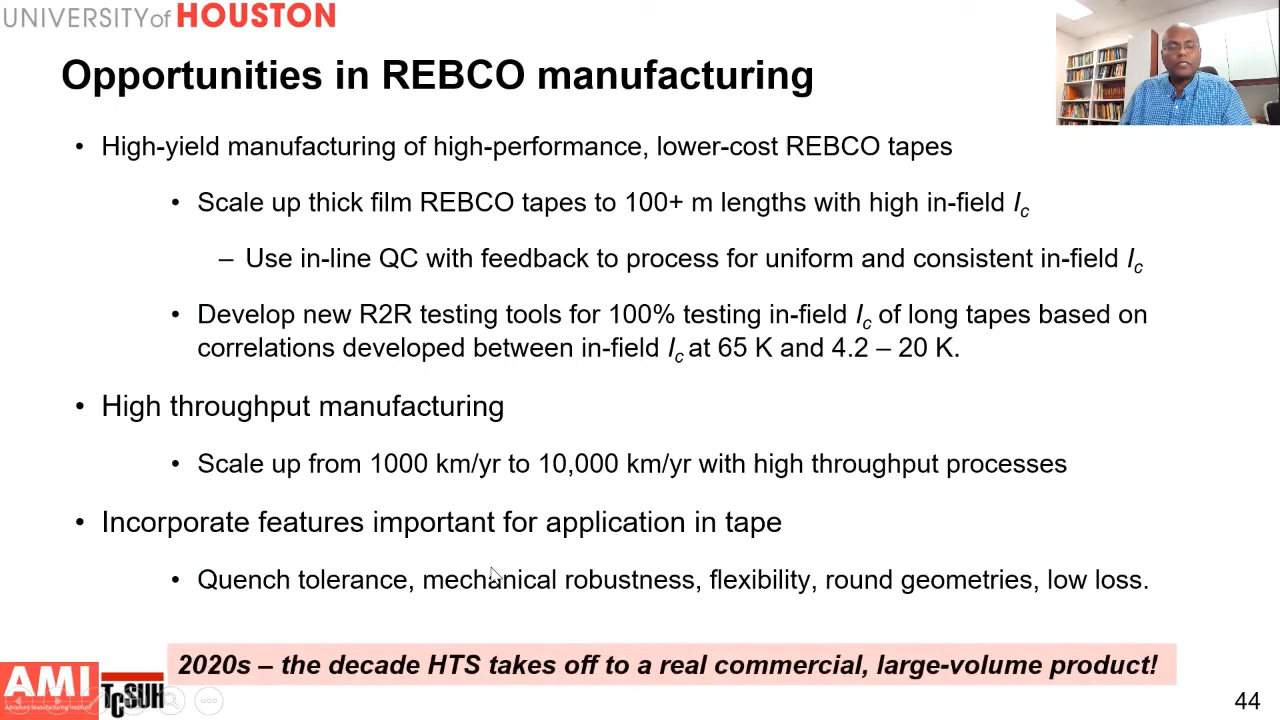 UNIVERSITY of HOUSTON
Opportunities in REBCO manufacturing
• High-yield manufacturing of high-performance, lower-cost REBCO tapes
• Scale up thick film REBCO tapes to 100+ m lengths with high in-field Ic
– Use in-line QC with feedback to process for uniform and consistent in-field Ic
• Develop new R2R testing tools for 100% testing in-field Ic of long tapes based on
correlations developed between in-field Ic at 65 K and 4.2 – 20 K.
• High throughput manufacturing
• Scale up from 1000 km/yr to 10,000 km/yr with high throughput processes
• Incorporate features important for application in tape
• Quench tolerance, mechanical robustness, flexibility, round geometries, low loss.
2020s – the decade HTS takes off to a real commercial, large-volume product!
AMI
Advanced Manufacturing Institute
TCSUH
44